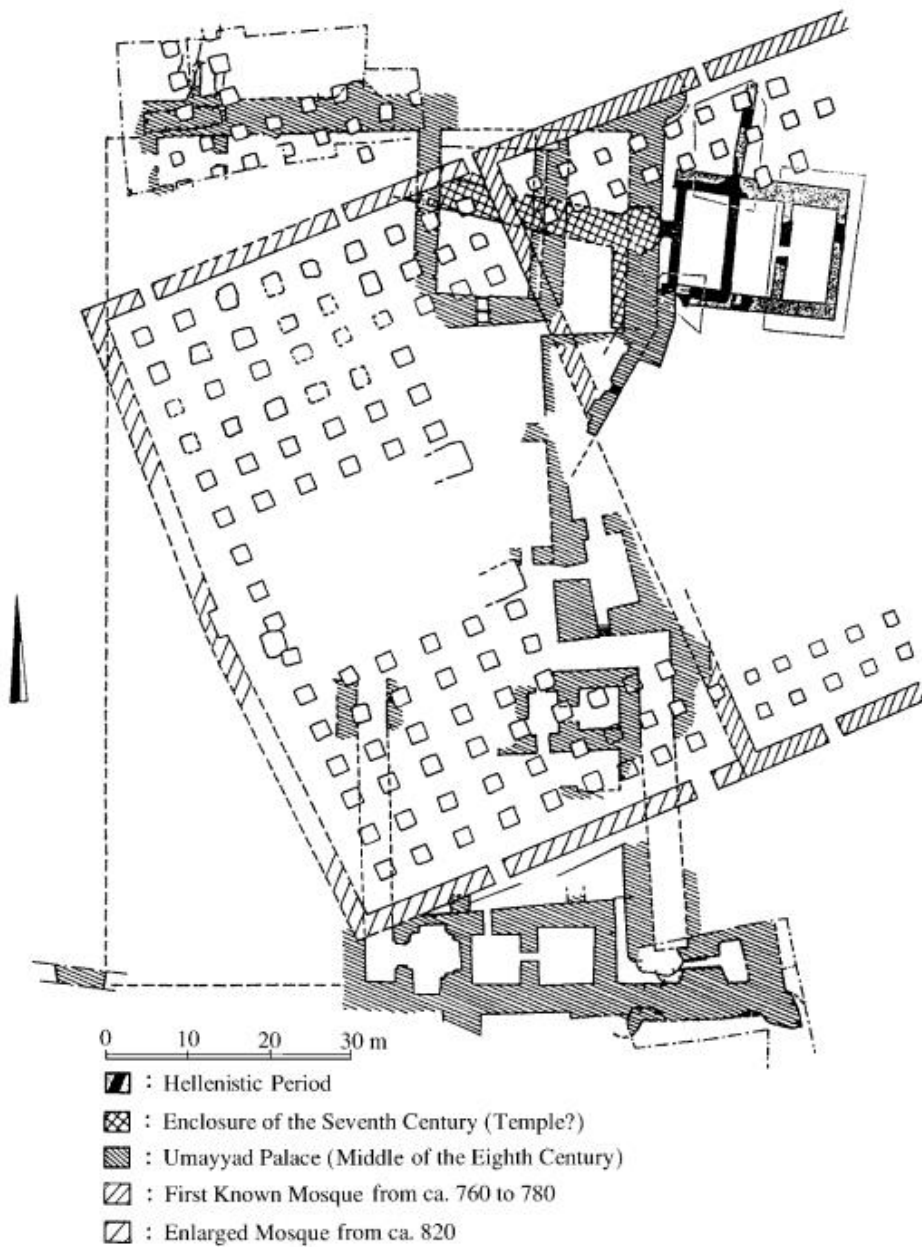 0 10 20 30 m
: Hellenistic Period
: Enclosure of the Seventh Century (Temple?)
: Umayyad Palace (Middle of the Eighth Century)
: First Known Mosque from ca. 760 to 780
: Enlarged Mosque from ca. 820